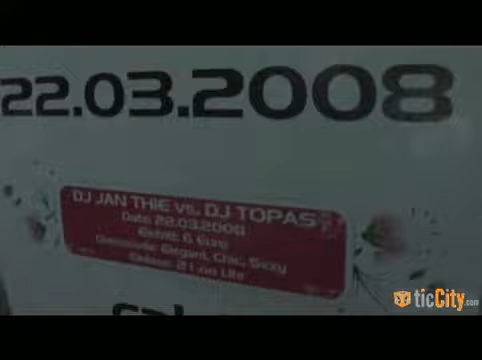 22.03.2008
DJ JAN THIE vs. DJ TOPAS
Date: 22.03.2008
Eintritt: 6 Euro
Dresscode: Elegant, Chic, Sexy
Einlass: 21.00 Uhr
ticCity.com